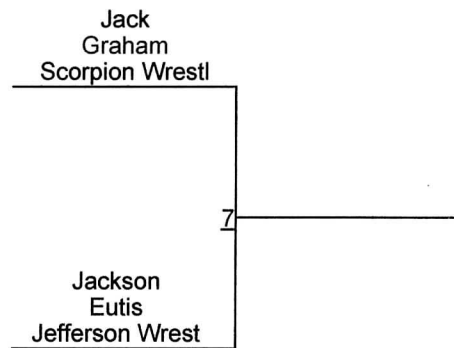 Jack
Graham
Scorpion Wrestl
7
Jackson
Eutis
Jefferson Wrest